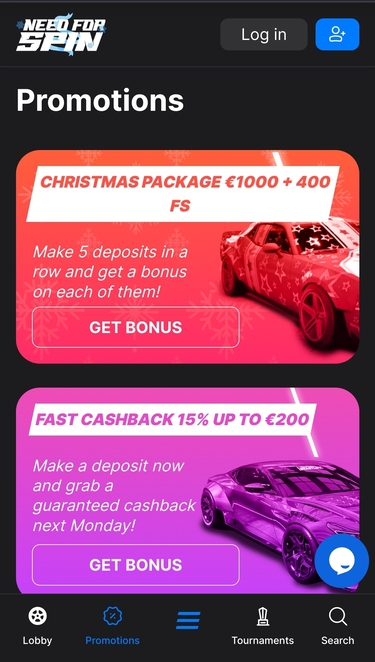 NEED FOR
SPIN
Log in
Promotions
CHRISTMAS PACKAGE €1000 + 400
FS
Make 5 deposits in a
row and get a bonus
on each of them!
GET BONUS
FAST CASHBACK 15% UP TO €200
Make a deposit now
and grab a
guaranteed cashback
next Monday!
GET BONUS
Lobby
Promotions
Tournaments
Search